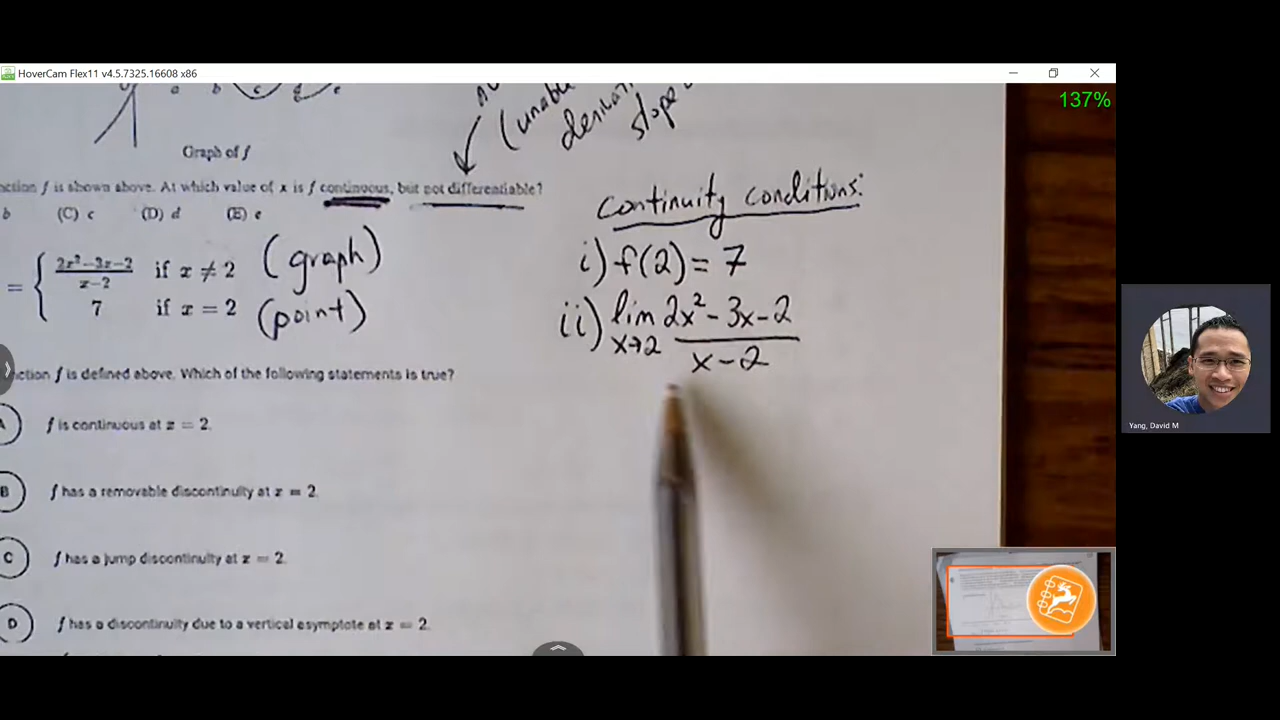 HoverCam Flex11 v4.5.7325.16608 x86
137%
a b c d e
(unable
deriv
slope
Graph of f
nction f is shown above. At which value of x is f continuous, but not differentiable?
b (C) c (D) d (E) e
continuity conditions:
= { 2x²-3x-2 / x-2 if x ≠ 2 (graph)
7 if x = 2 (point)
i) f(2) = 7
ii) lim x→2 2x²-3x-2 / x-2
nction f is defined above. Which of the following statements is true?
A f is continuous at x = 2.
B f has a removable discontinuity at x = 2.
C f has a jump discontinuity at x = 2.
D f has a discontinuity due to a vertical asymptote at x = 2.
Yang, David M